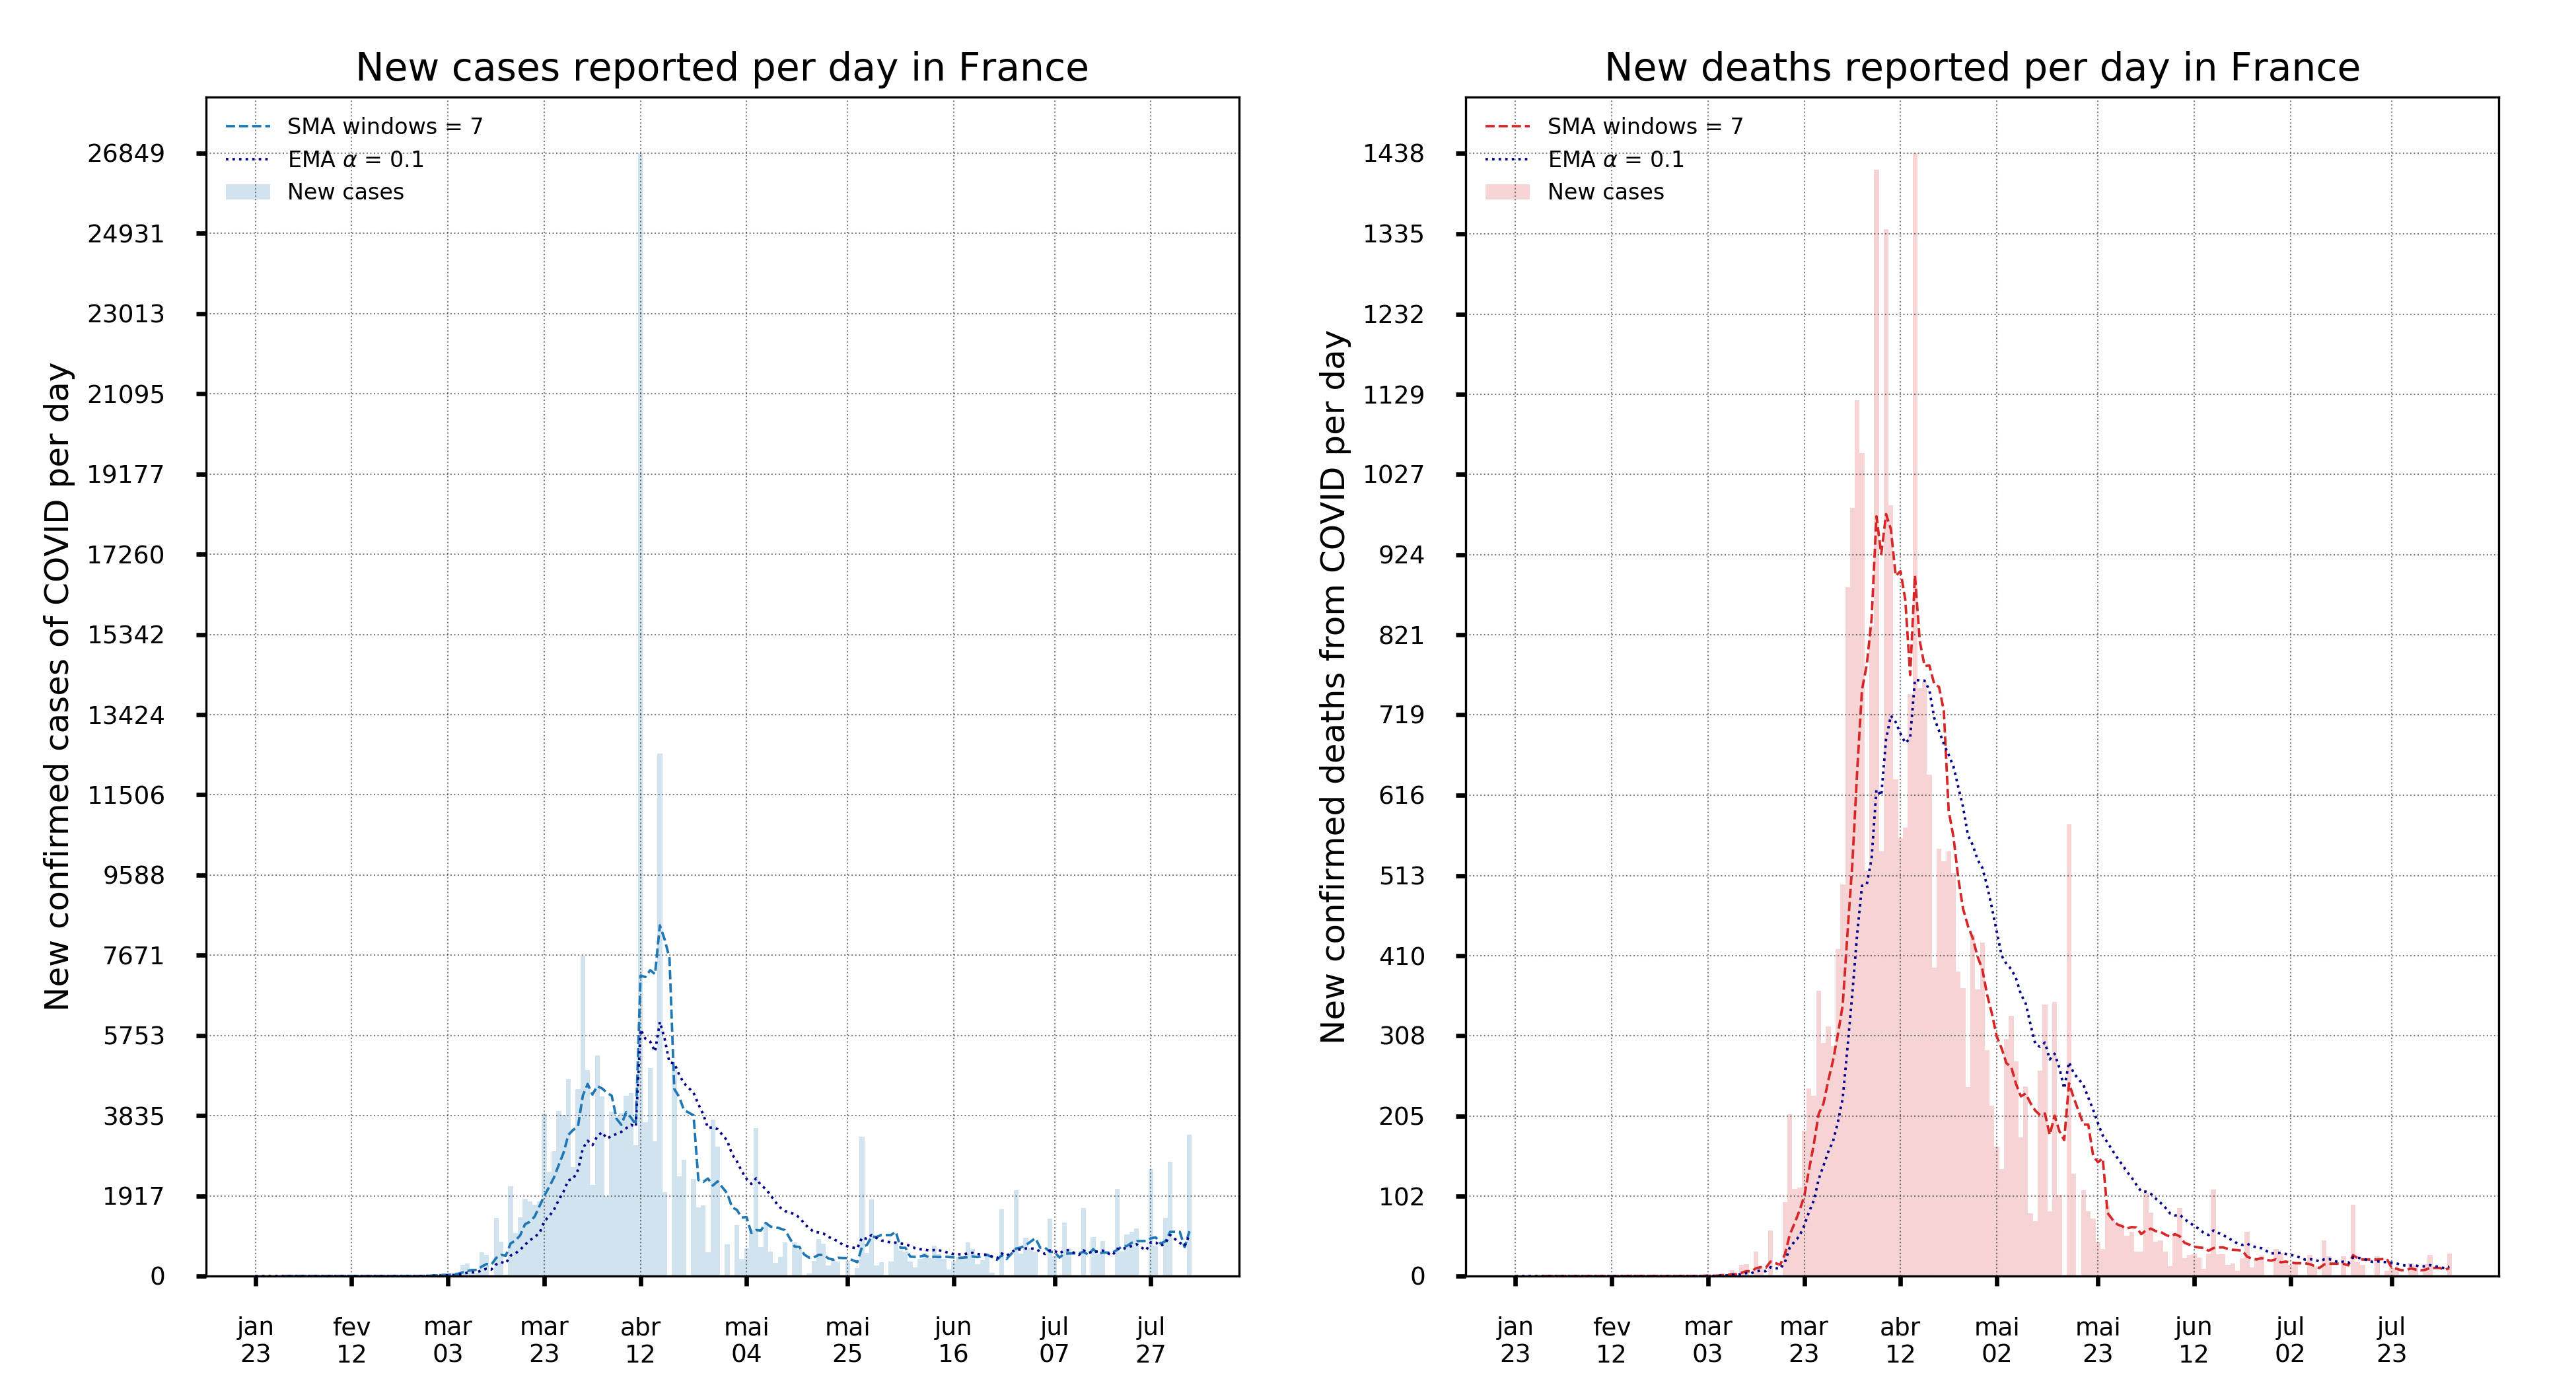 New cases reported per day in France
SMA windows = 7
EMA α = 0.1
New cases
New confirmed cases of COVID per day
26849
24931
23013
21095
19177
17260
15342
13424
11506
9588
7671
5753
3835
1917
0
jan 23
fev 12
mar 03
mar 23
abr 12
mai 04
mai 25
jun 16
jul 07
jul 27
New deaths reported per day in France
SMA windows = 7
EMA α = 0.1
New cases
New confirmed deaths from COVID per day
1438
1335
1232
1129
1027
924
821
719
616
513
410
308
205
102
0
jan 23
fev 12
mar 03
mar 23
abr 12
mai 02
mai 23
jun 12
jul 02
jul 23